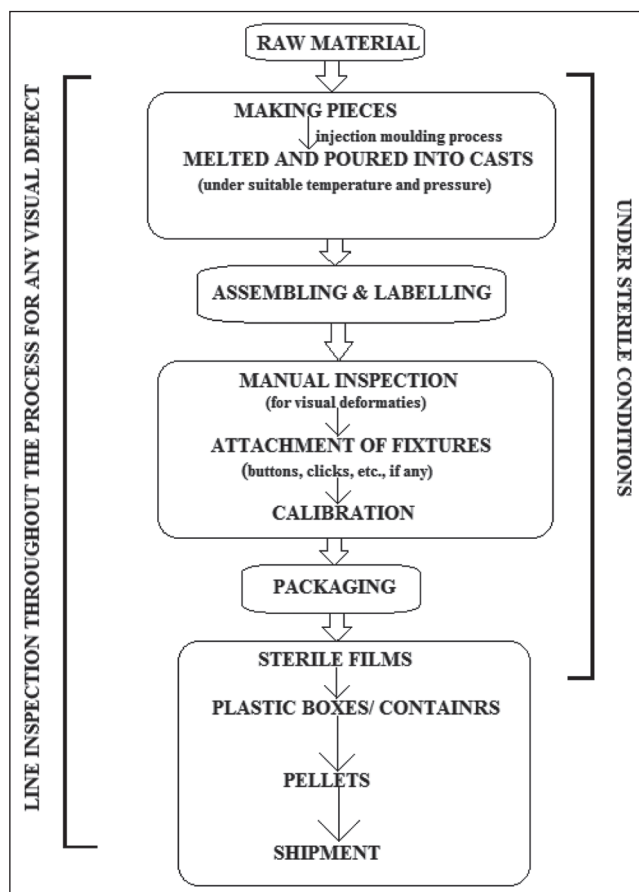 RAW MATERIAL
MAKING PIECES
injection moulding process
MELTED AND POURED INTO CASTS
(under suitable temperature and pressure)
ASSEMBLING & LABELLING
MANUAL INSPECTION
(for visual deformaties)
ATTACHMENT OF FIXTURES
(buttons, clicks, etc., if any)
CALIBRATION
PACKAGING
STERILE FILMS
PLASTIC BOXES/ CONTAINRS
PELLETS
SHIPMENT
LINE INSPECTION THROUGHOUT THE PROCESS FOR ANY VISUAL DEFECT
UNDER STERILE CONDITIONS